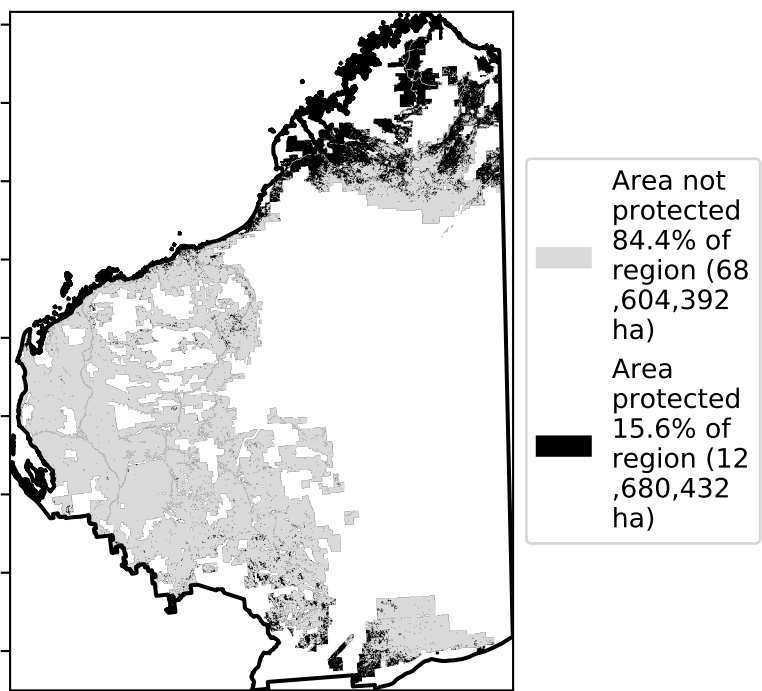 Area not
protected
84.4% of
region (68
,604,392
ha)
Area
protected
15.6% of
region (12
,680,432
ha)